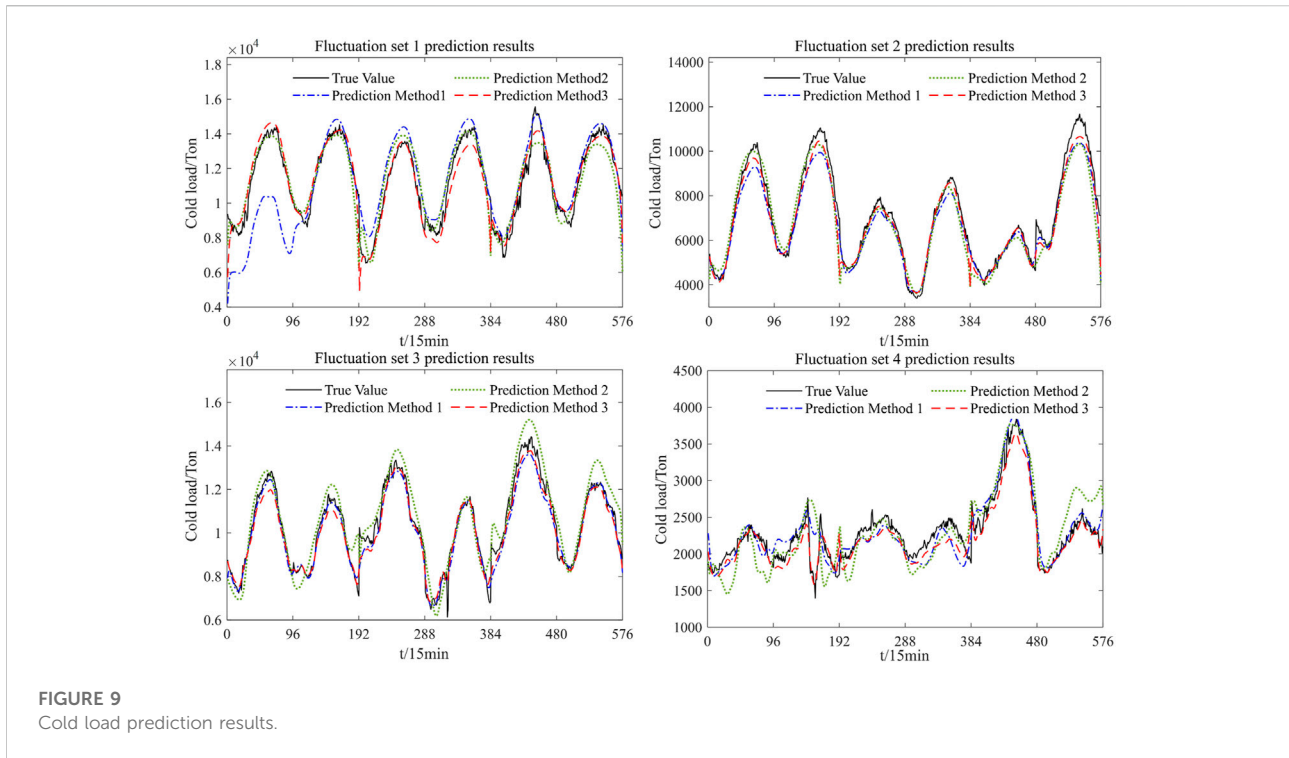 Fluctuation set 1 prediction results
×10⁴
True Value
Prediction Method2
Prediction Method1
Prediction Method3
1.8
1.6
1.4
1.2
1
0.8
0.6
0.4
Cold load/Ton
0 96 192 288 384 480 576
t/15min
Fluctuation set 2 prediction results
True Value
Prediction Method 2
Prediction Method 1
Prediction Method 3
14000
12000
10000
8000
6000
4000
Cold load/Ton
0 96 192 288 384 480 576
t/15min
Fluctuation set 3 prediction results
×10⁴
True Value
Prediction Method 2
Prediction Method 1
Prediction Method 3
1.6
1.4
1.2
1
0.8
0.6
Cold load/Ton
0 96 192 288 384 480 576
t/15min
Fluctuation set 4 prediction results
True Value
Prediction Method 2
Prediction Method 1
Prediction Method 3
4500
4000
3500
3000
2500
2000
1500
1000
Cold load/Ton
0 96 192 288 384 480 576
t/15min
FIGURE 9
Cold load prediction results.